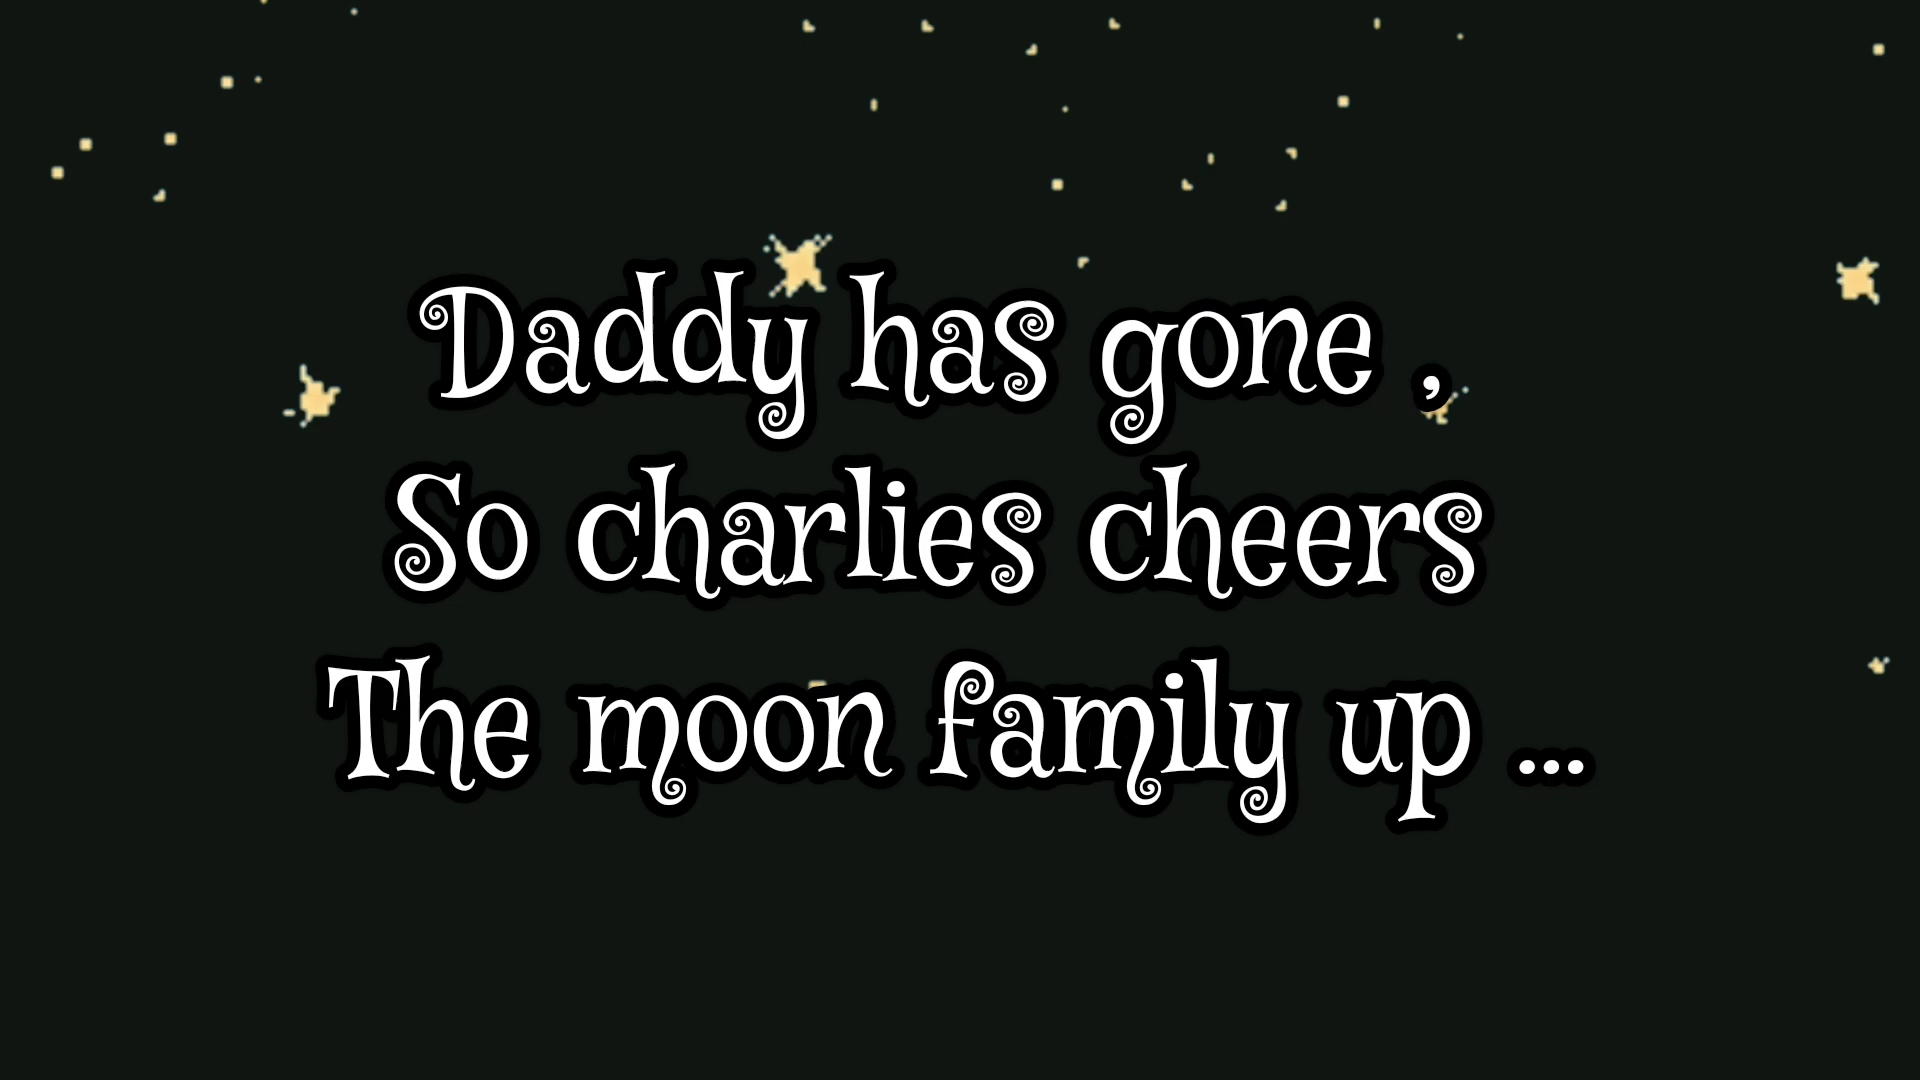 Daddy has gone ,
So charlies cheers
The moon family up ...